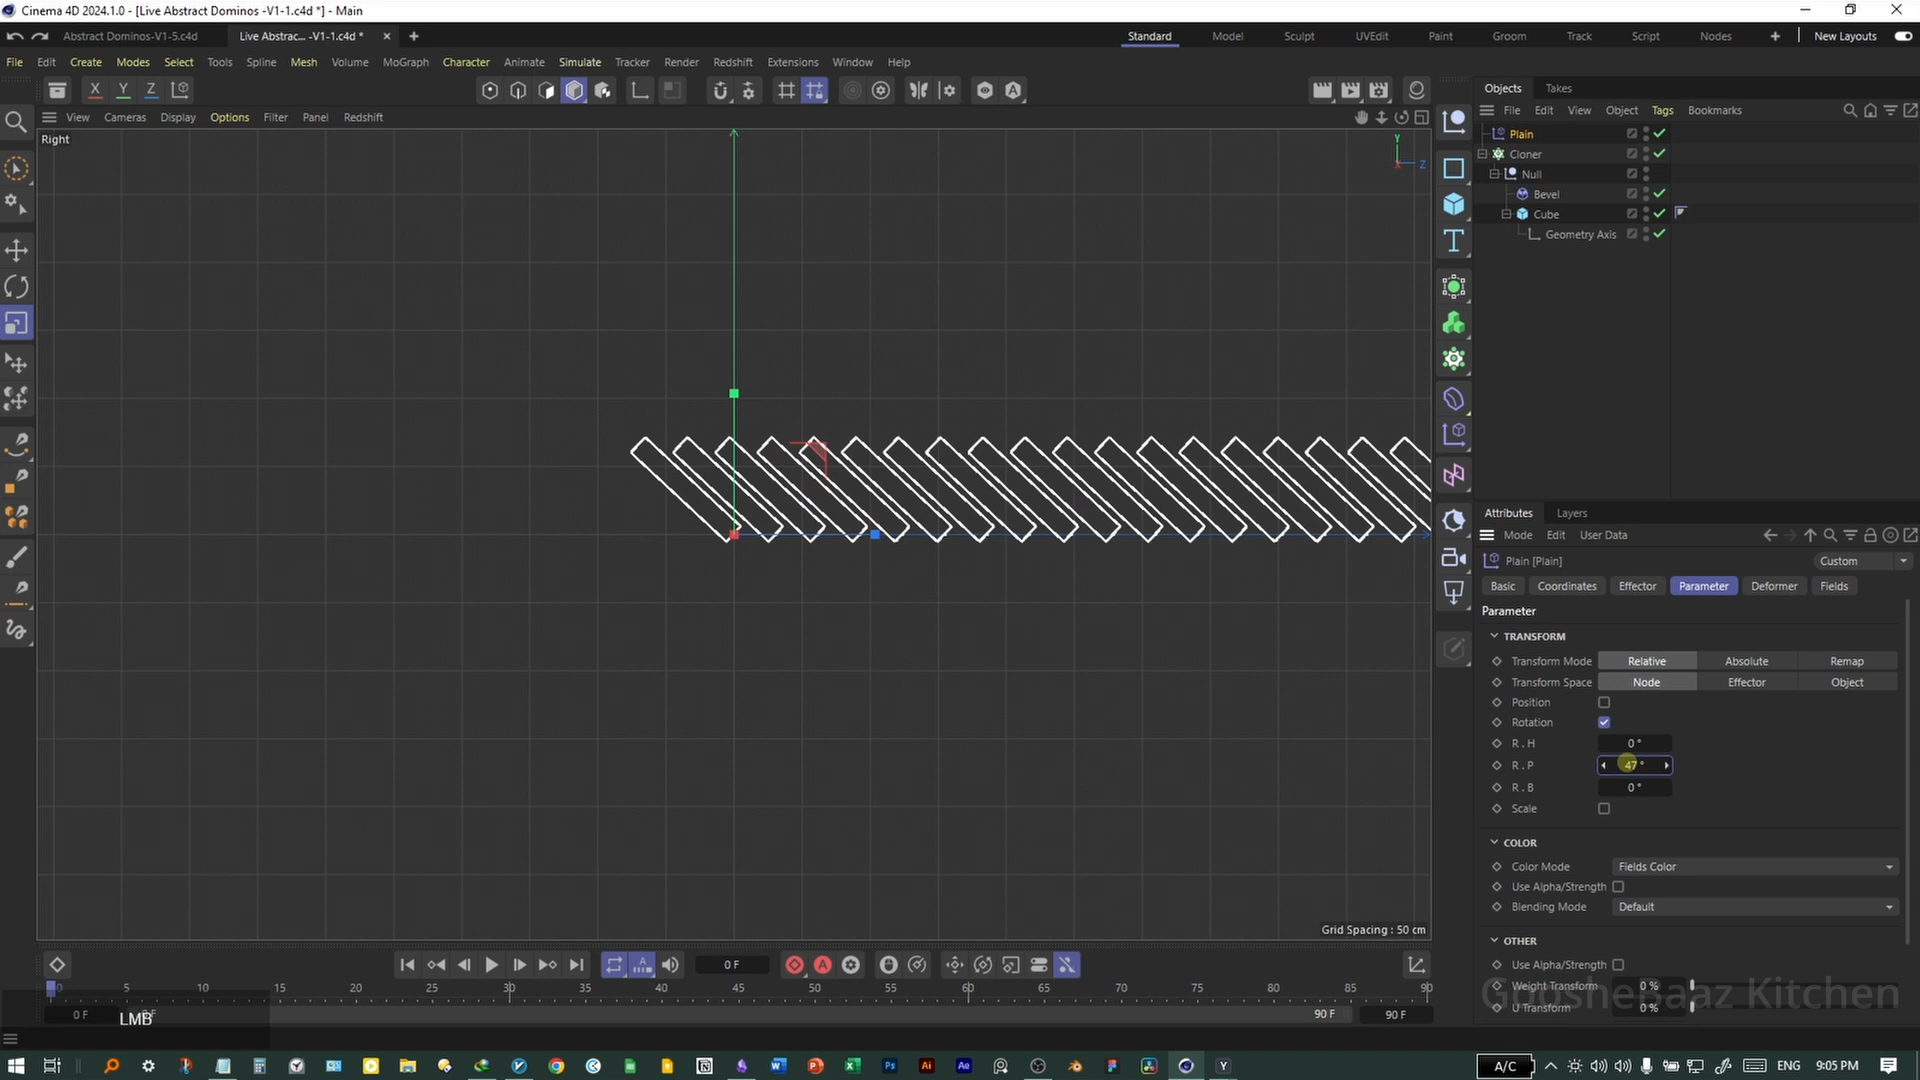 Cinema 4D 2024.1.0 - [Live Abstract Dominos -V1-1.c4d *] - Main
Abstract Dominos-V1-5.c4d
Live Abstrac... -V1-1.c4d *
Standard Model Sculpt UVEdit Paint Groom Track Script Nodes New Layouts
File Edit Create Modes Select Tools Spline Mesh Volume MoGraph Character Animate Simulate Tracker Render Redshift Extensions Window Help
X Y Z
Objects Takes
File Edit View Object Tags Bookmarks
View Cameras Display Options Filter Panel Redshift
Right
Y
Z
Plain
Cloner
Null
Bevel
Cube
Geometry Axis
Attributes Layers
Mode Edit User Data
Plain [Plain]
Custom
Basic Coordinates Effector Parameter Deformer Fields
Parameter
TRANSFORM
Transform Mode Relative Absolute Remap
Transform Space Node Effector Object
Position
Rotation
R . H 0 °
R . P 47 °
R . B 0 °
Scale
COLOR
Color Mode Fields Color
Use Alpha/Strength
Blending Mode Default
OTHER
Use Alpha/Strength
Weight Transform 0 %
U Transform 0 %
GoosheBaaz Kitchen
Grid Spacing : 50 cm
0 F
0 5 10 15 20 25 30 35 40 45 50 55 60 65 70 75 80 85 90
0 F
90 F
90 F
LMB
A/C
ENG
9:05 PM